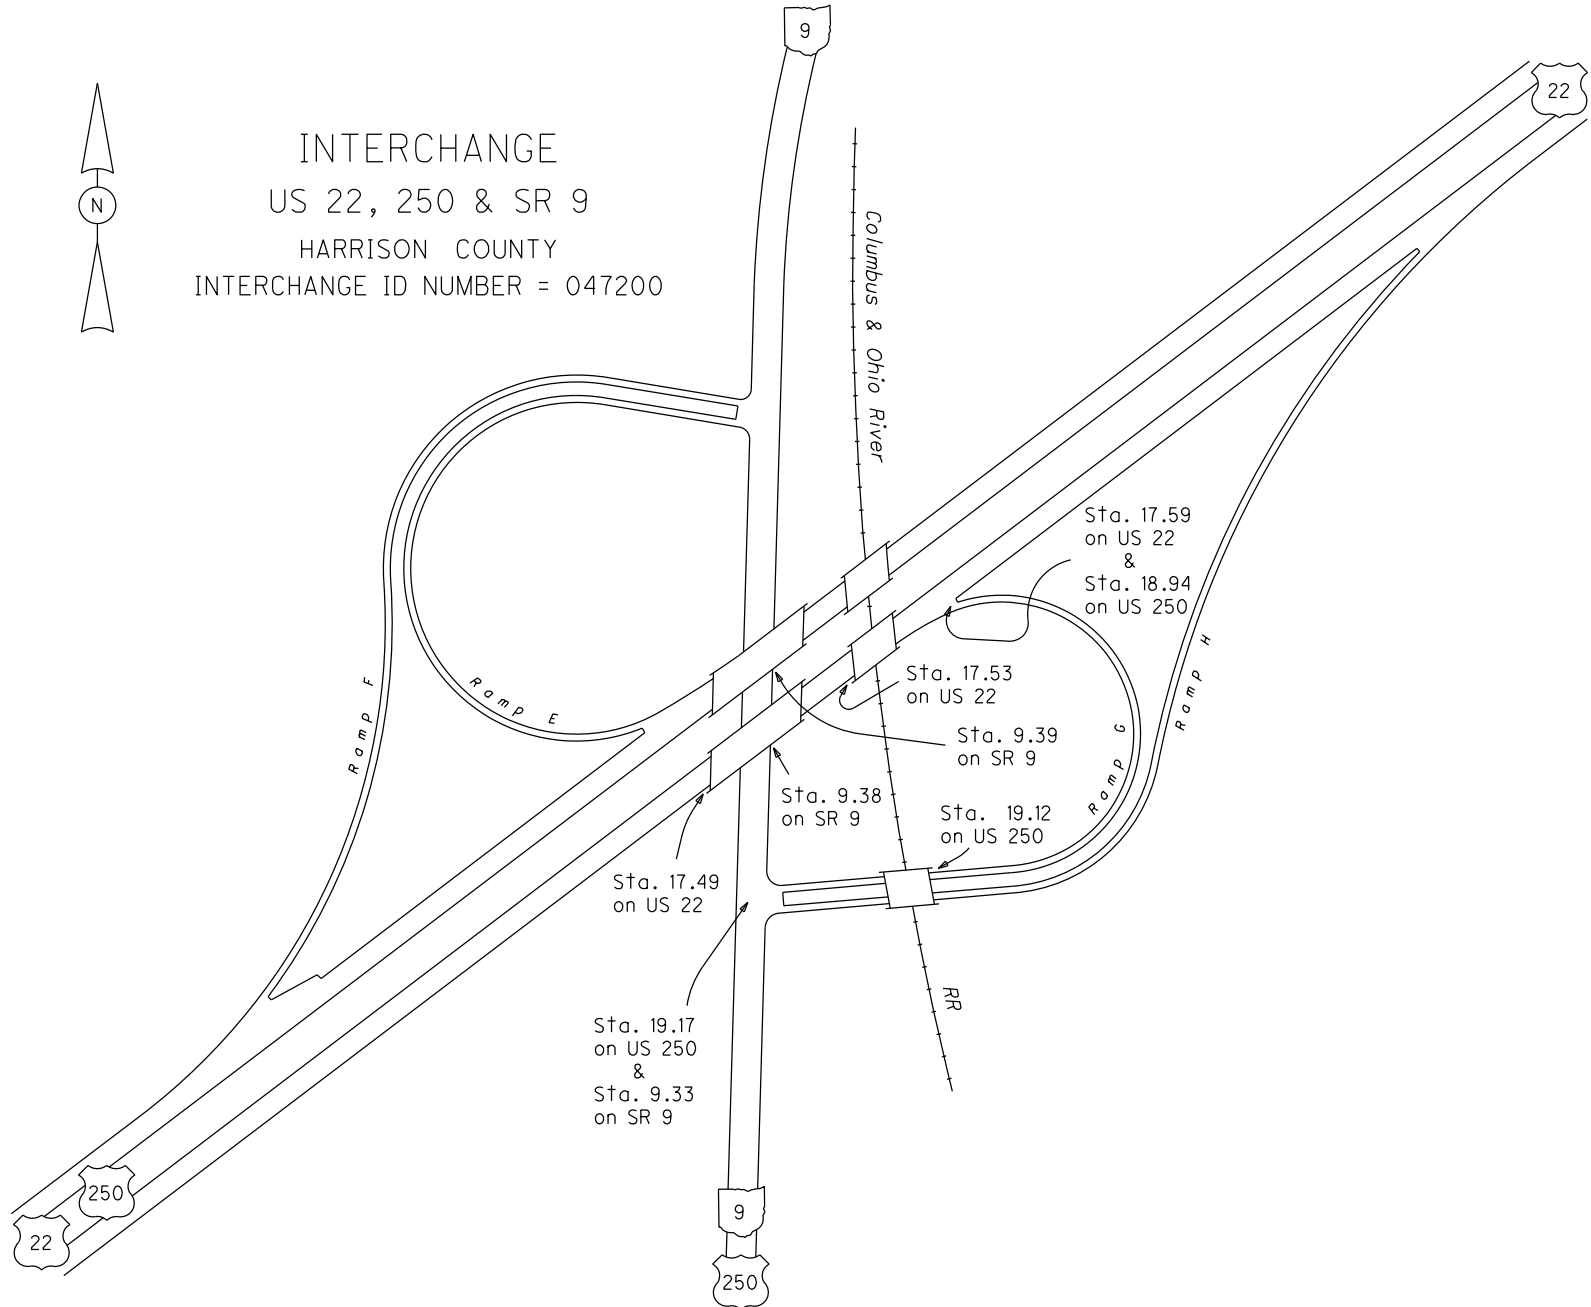 9
22
N
INTERCHANGE
US 22, 250 & SR 9
HARRISON COUNTY
INTERCHANGE ID NUMBER = 047200
Columbus & Ohio River
Sta. 17.59
on US 22
&
Sta. 18.94
on US 250
Ramp H
Ramp F
Ramp E
Sta. 17.53
on US 22
Ramp G
Sta. 9.39
on SR 9
Sta. 9.38
on SR 9
Sta. 19.12
on US 250
Sta. 17.49
on US 22
RR
Sta. 19.17
on US 250
&
Sta. 9.33
on SR 9
250
22
9
250